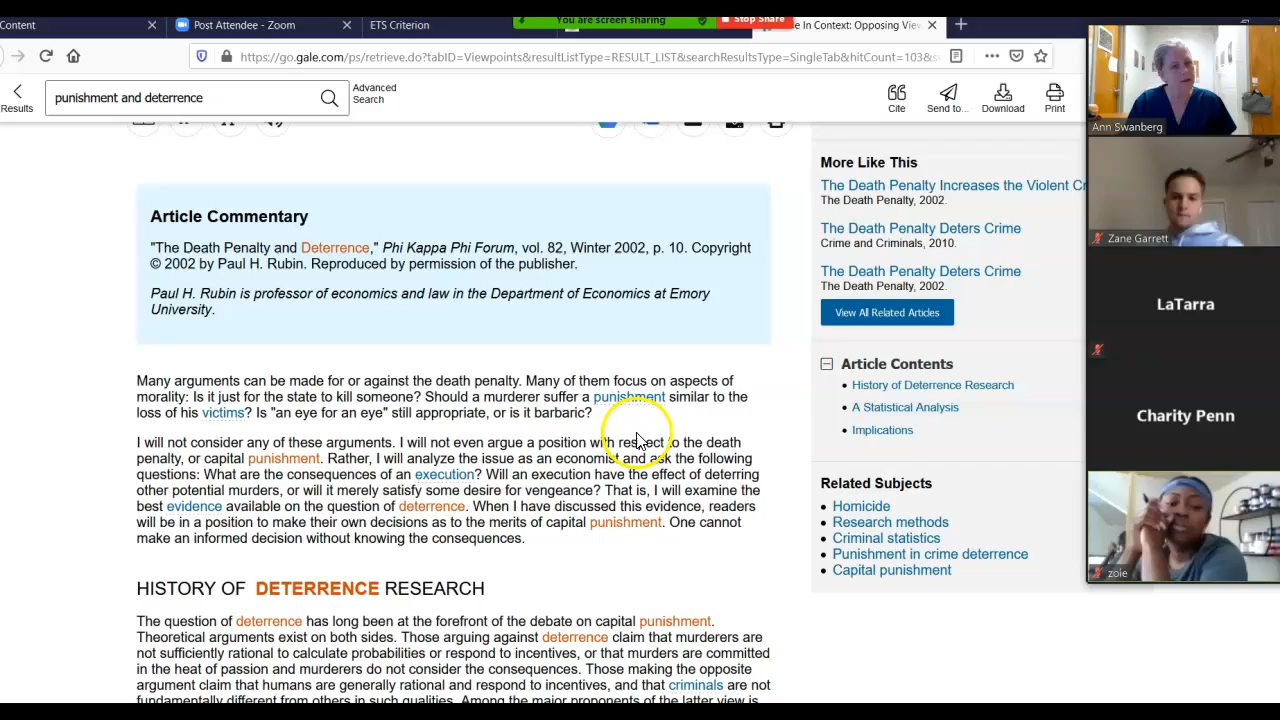 Content
Post Attendee - Zoom
ETS Criterion
You are screen sharing
Stop Share
e In Context: Opposing View
https://go.gale.com/ps/retrieve.do?tabID=Viewpoints&resultListType=RESULT_LIST&searchResultsType=SingleTab&hitCount=103&
Results
punishment and deterrence
Advanced
Search
Cite
Send to...
Download
Print
Article Commentary
"The Death Penalty and Deterrence," Phi Kappa Phi Forum, vol. 82, Winter 2002, p. 10. Copyright
© 2002 by Paul H. Rubin. Reproduced by permission of the publisher.
Paul H. Rubin is professor of economics and law in the Department of Economics at Emory
University.
Many arguments can be made for or against the death penalty. Many of them focus on aspects of
morality: Is it just for the state to kill someone? Should a murderer suffer a punishment similar to the
loss of his victims? Is "an eye for an eye" still appropriate, or is it barbaric?
I will not consider any of these arguments. I will not even argue a position with respect to the death
penalty, or capital punishment. Rather, I will analyze the issue as an economist and ask the following
questions: What are the consequences of an execution? Will an execution have the effect of deterring
other potential murders, or will it merely satisfy some desire for vengeance? That is, I will examine the
best evidence available on the question of deterrence. When I have discussed this evidence, readers
will be in a position to make their own decisions as to the merits of capital punishment. One cannot
make an informed decision without knowing the consequences.
HISTORY OF DETERRENCE RESEARCH
The question of deterrence has long been at the forefront of the debate on capital punishment.
Theoretical arguments exist on both sides. Those arguing against deterrence claim that murderers are
not sufficiently rational to calculate probabilities or respond to incentives, or that murders are committed
in the heat of passion and murderers do not consider the consequences. Those making the opposite
argument claim that humans are generally rational and respond to incentives, and that criminals are not
fundamentally different from others in such qualities. Among the major proponents of the latter view is
More Like This
The Death Penalty Increases the Violent Cr
The Death Penalty, 2002.
The Death Penalty Deters Crime
Crime and Criminals, 2010.
The Death Penalty Deters Crime
The Death Penalty, 2002.
View All Related Articles
Article Contents
History of Deterrence Research
A Statistical Analysis
Implications
Related Subjects
Homicide
Research methods
Criminal statistics
Punishment in crime deterrence
Capital punishment
Ann Swanberg
Zane Garrett
LaTarra
Charity Penn
zoie